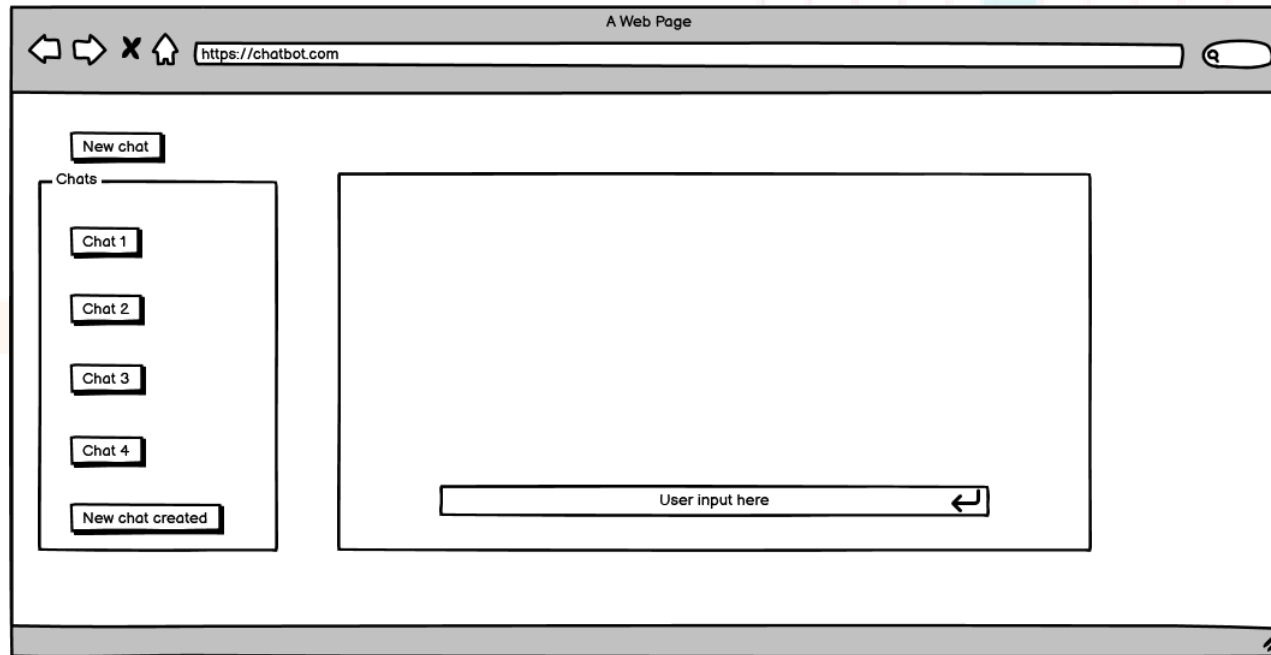 A Web Page
https://chatbot.com
New chat
Chats
Chat 1
Chat 2
Chat 3
Chat 4
New chat created
User input here